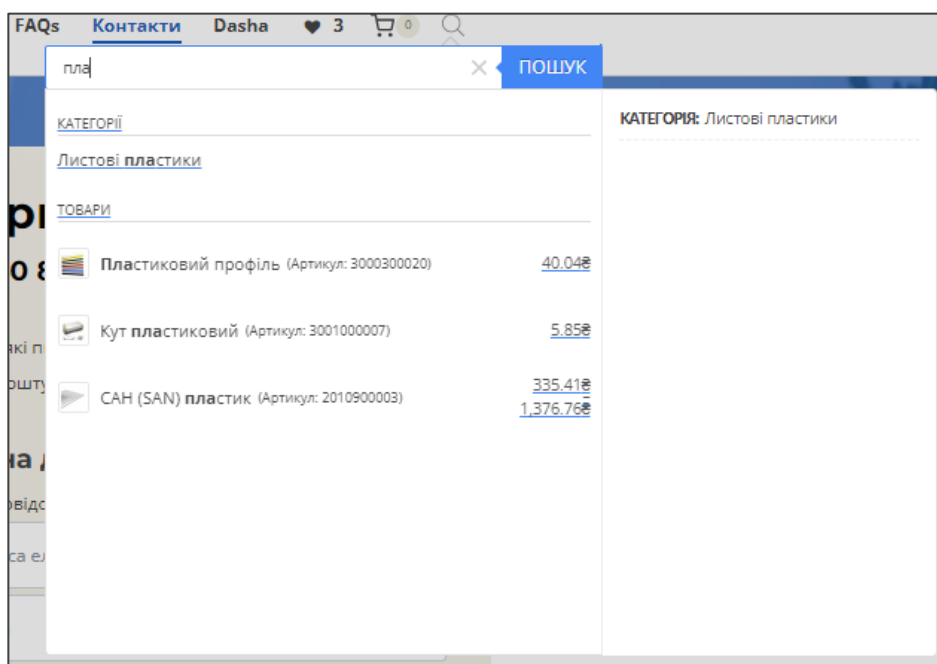 FAQs Контакти Dasha 3 0
пла
ПОШУК
КАТЕГОРІЇ
Листові пластики
ТОВАРИ
Пластиковий профіль (Артикул: 3000300020) 40.04₴
Кут пластиковий (Артикул: 3001000007) 5.85₴
САН (SAN) пластик (Артикул: 2010900003) 335.41₴
–
1,376.76₴
КАТЕГОРІЯ: Листові пластики